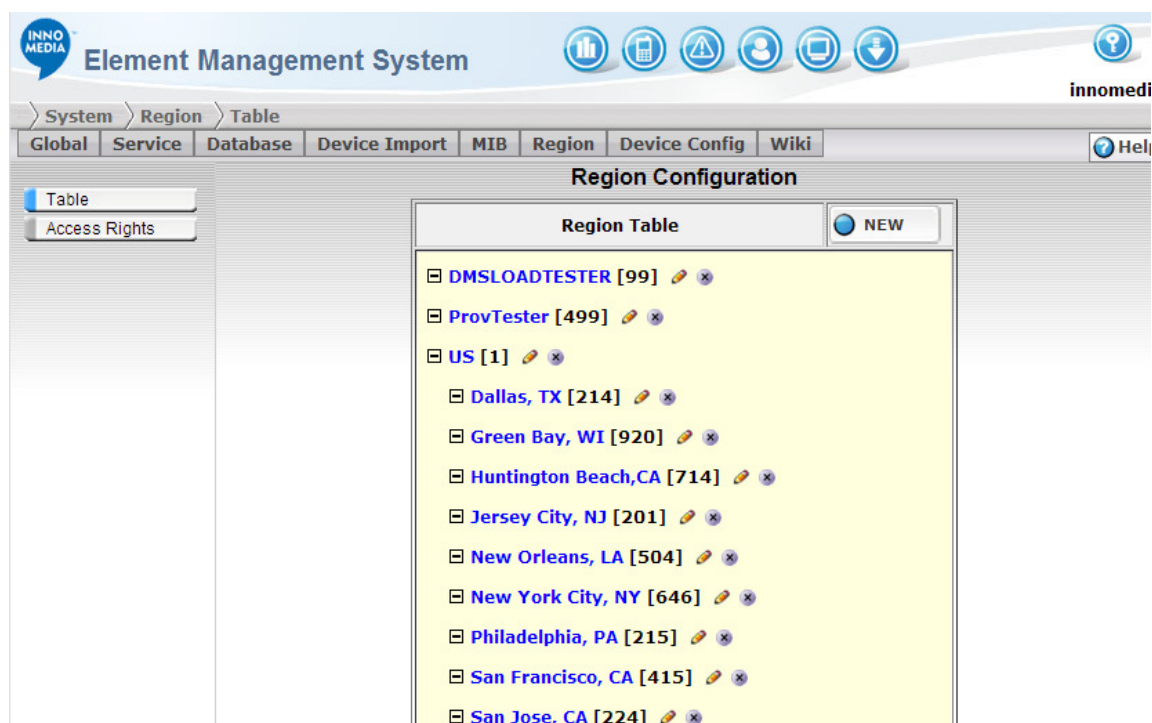 INNO
MEDIA
Element Management System
innomedi
System Region Table
Global Service Database Device Import MIB Region Device Config Wiki
Help
Region Configuration
Table
Access Rights
Region Table
NEW
DMSLOADTESTER [99]
ProvTester [499]
US [1]
Dallas, TX [214]
Green Bay, WI [920]
Huntington Beach,CA [714]
Jersey City, NJ [201]
New Orleans, LA [504]
New York City, NY [646]
Philadelphia, PA [215]
San Francisco, CA [415]
San Jose, CA [224]